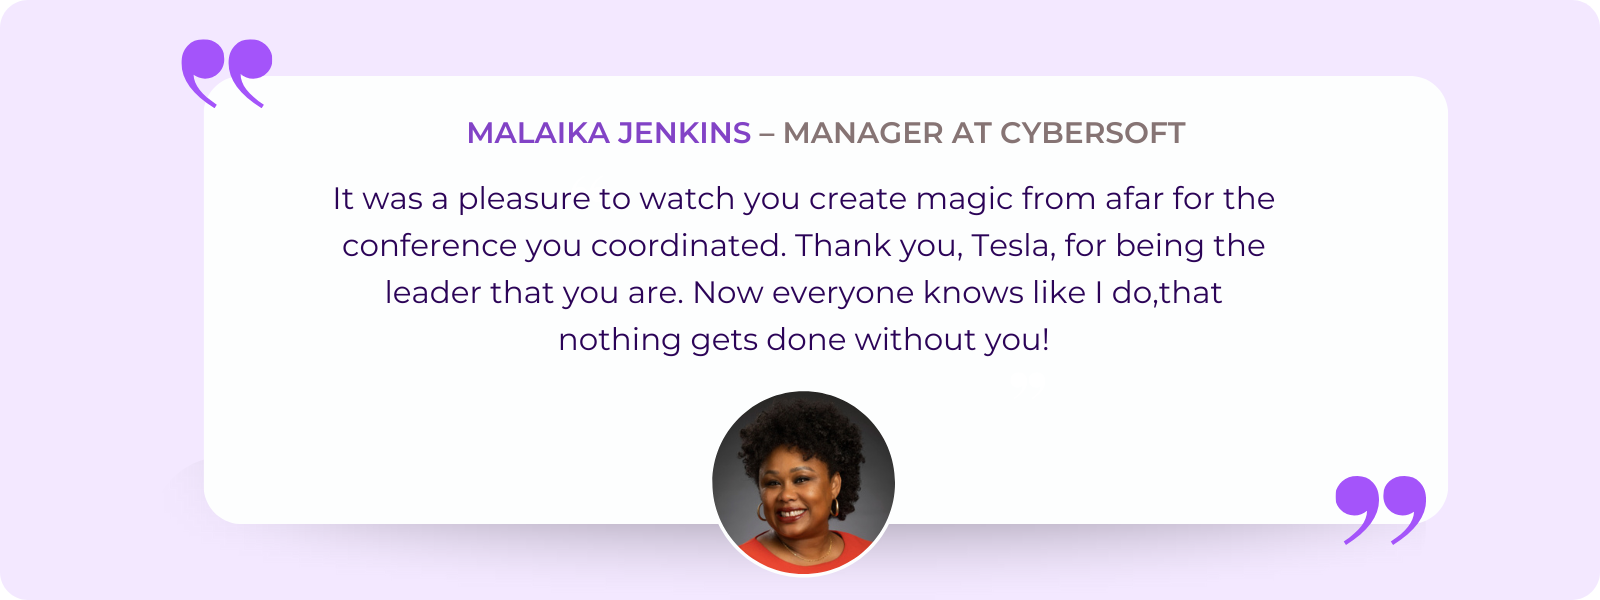 MALAIKA JENKINS – MANAGER AT CYBERSOFT
It was a pleasure to watch you create magic from afar for the
conference you coordinated. Thank you, Tesla, for being the
leader that you are. Now everyone knows like I do,that
nothing gets done without you!